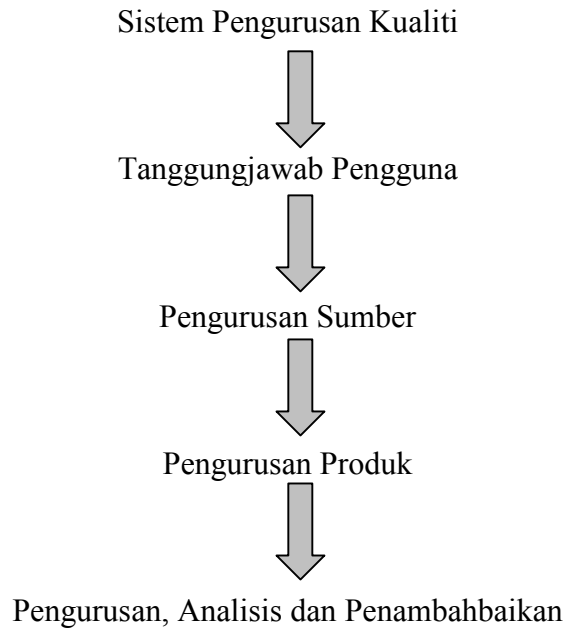 Sistem Pengurusan Kualiti
Tanggungjawab Pengguna
Pengurusan Sumber
Pengurusan Produk
Pengurusan, Analisis dan Penambahbaikan